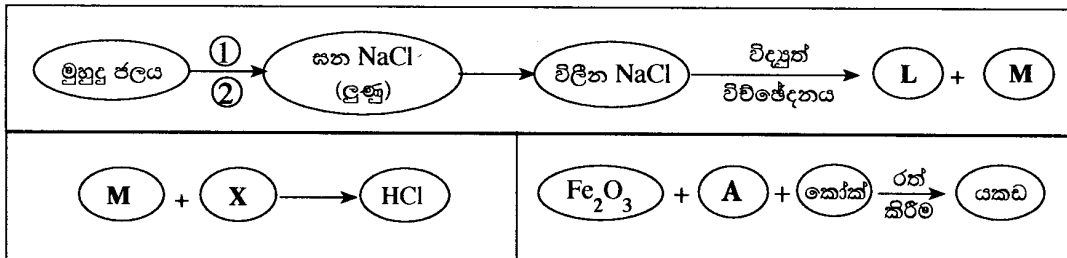 මුහුදු ජලය ① ② ඝන NaCl (ලුණු) විලීන NaCl විද්‍යුත් විච්ඡේදනය L + M
M + X HCl
Fe₂O₃ + A + කෝක් රත් කිරීම යකඩ